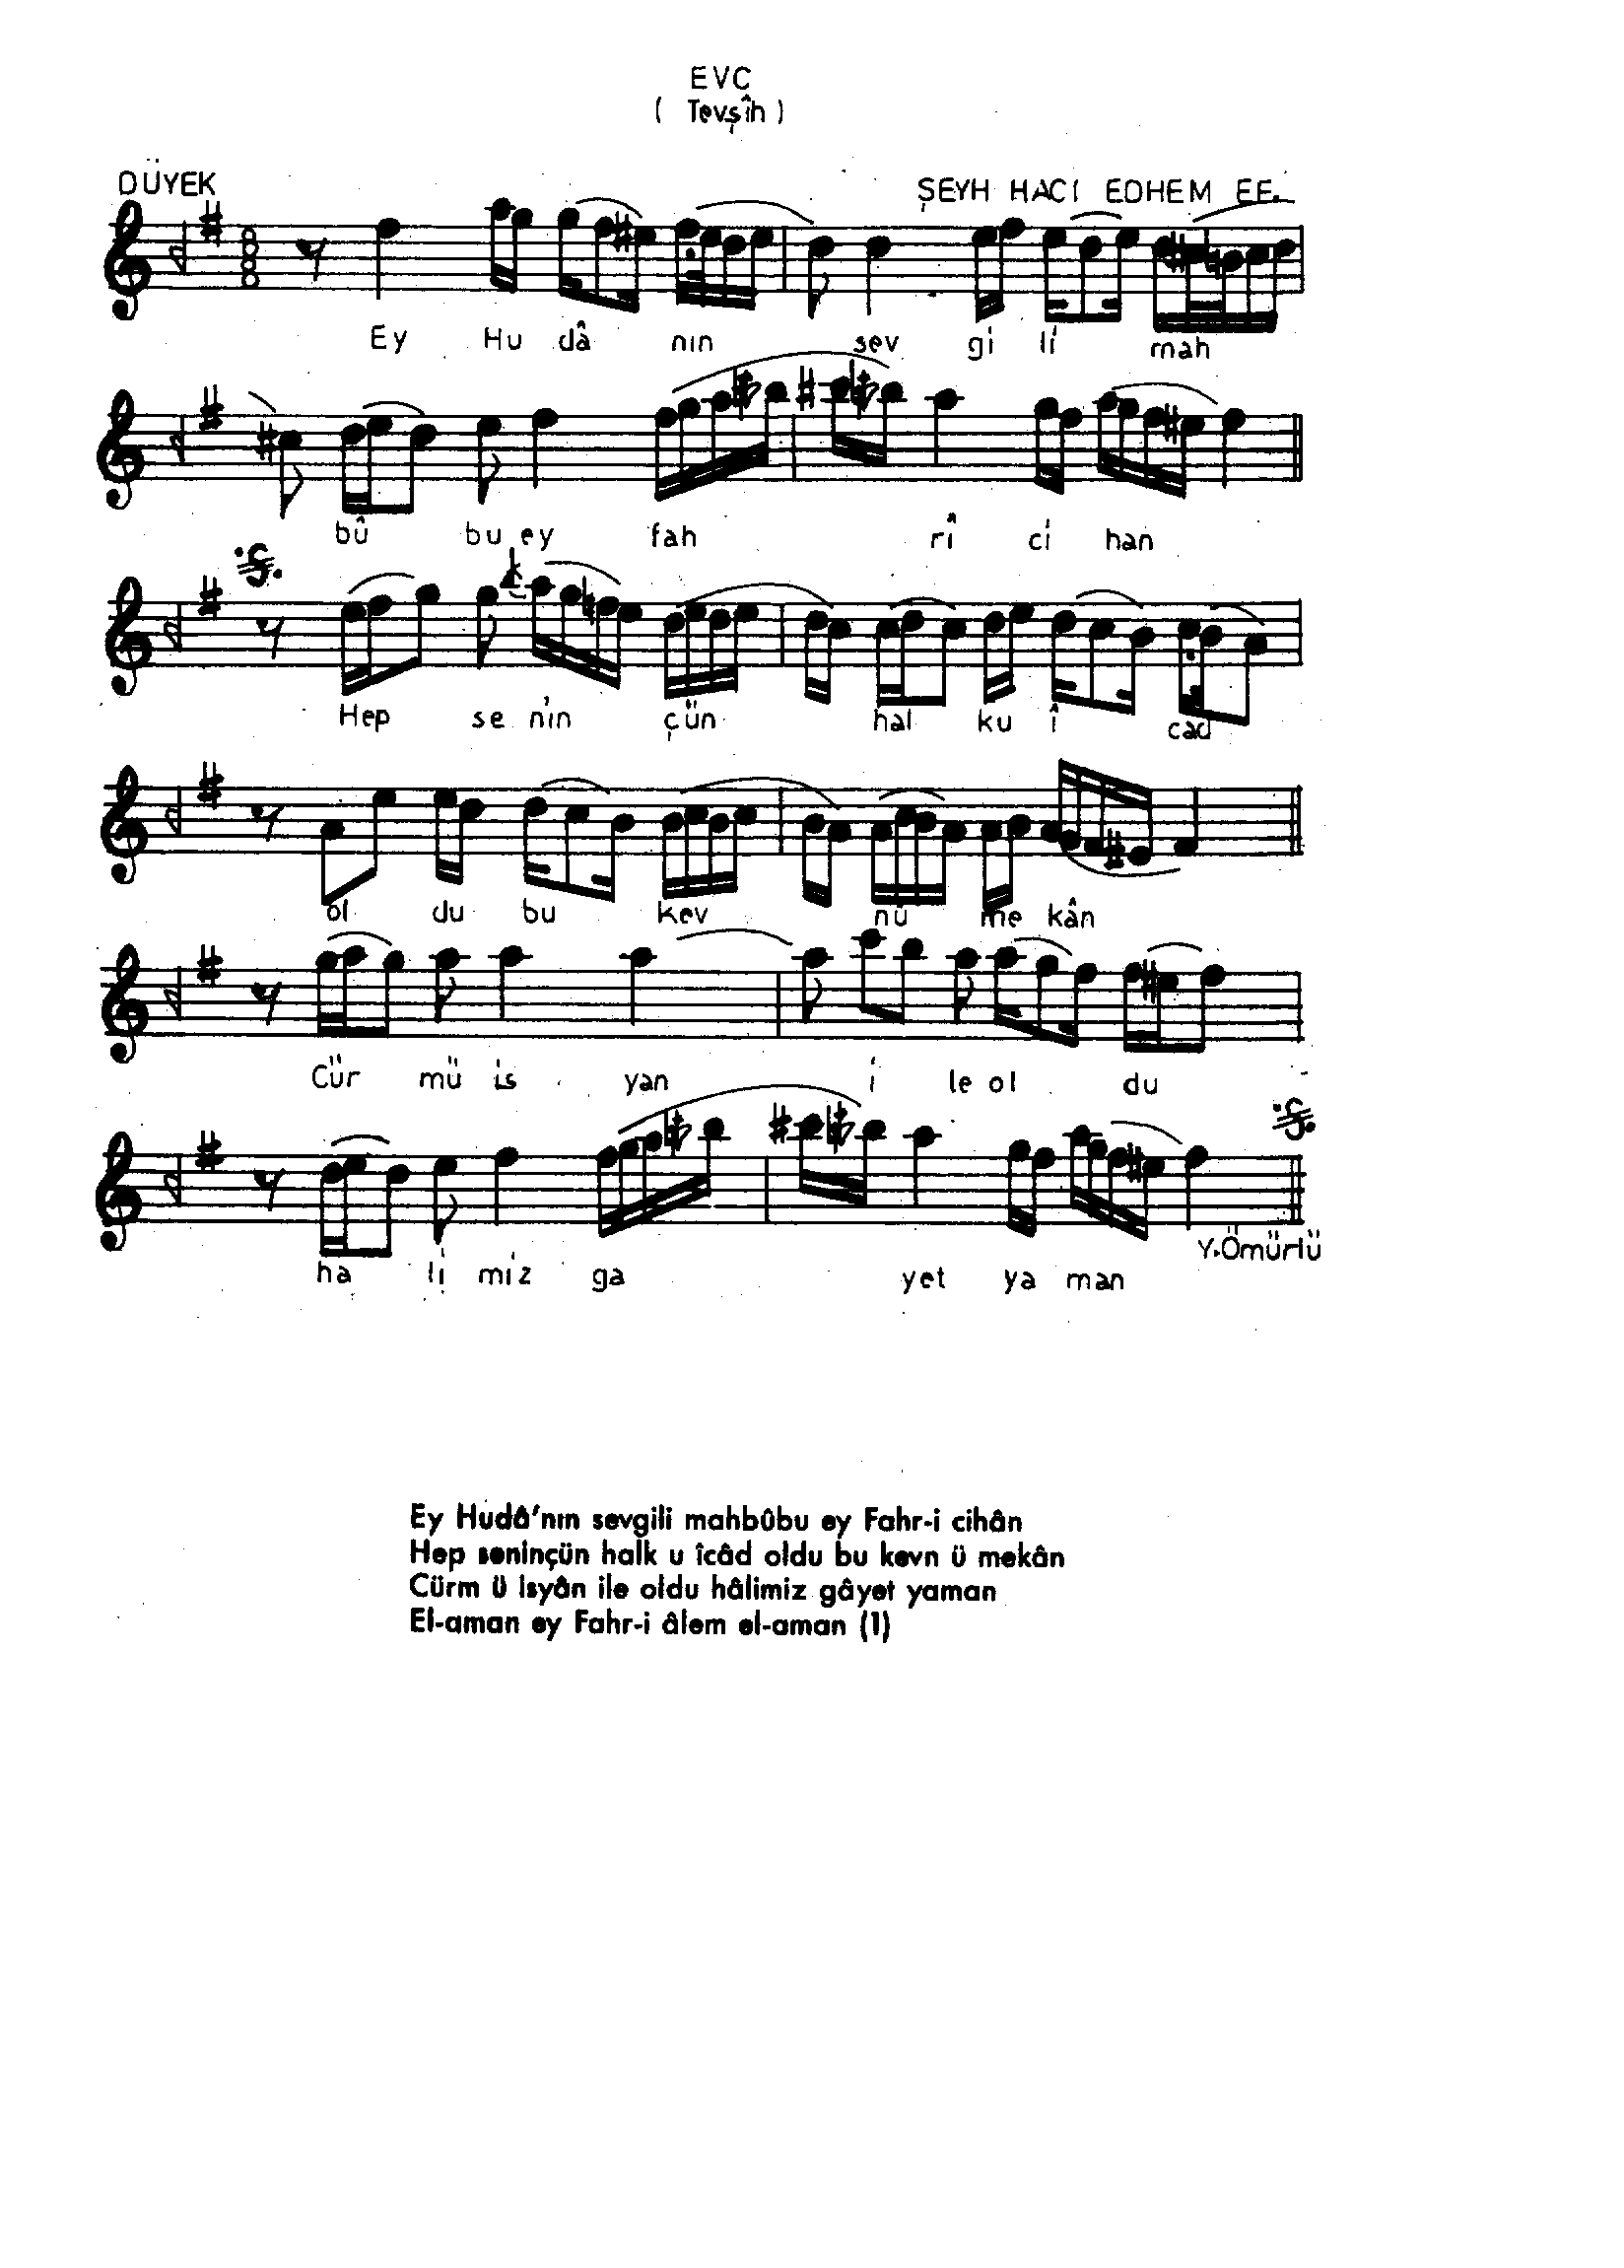 EVC
( Tevşîh )
DÜYEK
ŞEYH HACI EDHEM EF.
8
8
Ey Hu dâ nın sev gi li mah
bû bu ey fah ri ci han
Hep se nin çün hal ku î cad
ol du bu kev nü me kân
Cür mü is yan i le ol du
ha li miz ga yet ya man
Y.Ömürlü
Ey Hudâ'nın sevgili mahbûbu ey Fahr-i cihân
Hep seninçün halk u îcâd oldu bu kevn ü mekân
Cürm ü Isyân ile oldu hâlimiz gâyet yaman
El-aman ey Fahr-i âlem el-aman (1)